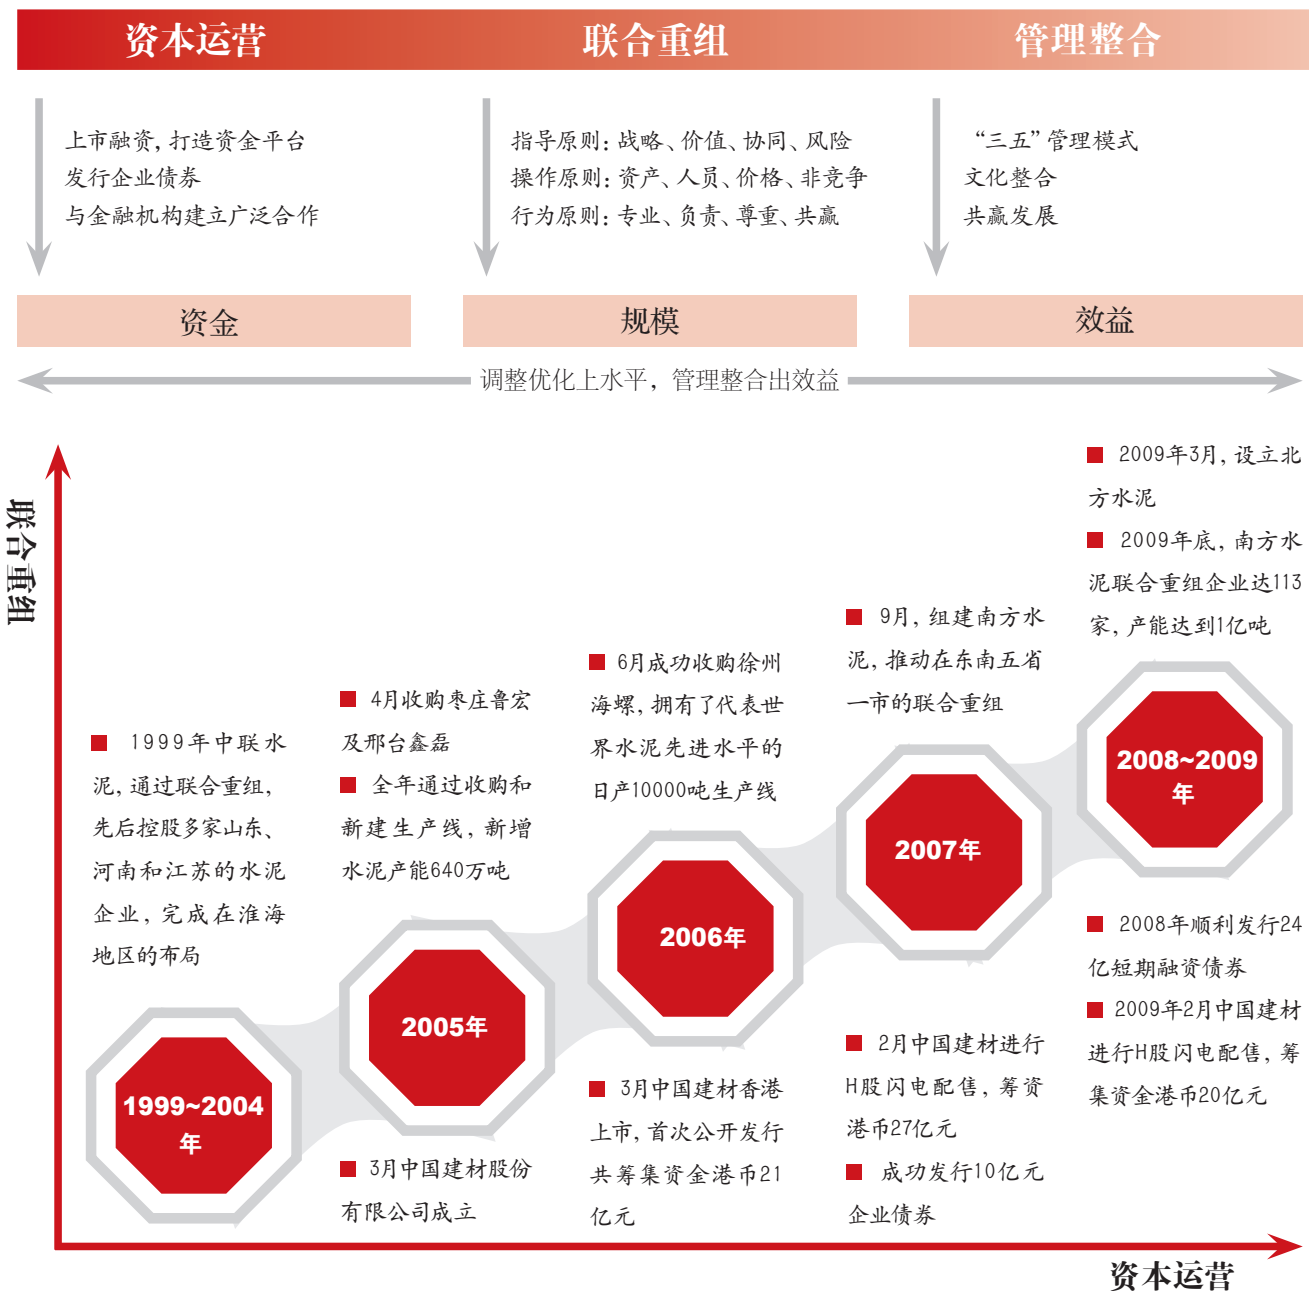 资本运营
联合重组
管理整合
上市融资，打造资金平台
发行企业债券
与金融机构建立广泛合作
指导原则：战略、价值、协同、风险
操作原则：资产、人员、价格、非竞争
行为原则：专业、负责、尊重、共赢
“三五”管理模式
文化整合
共赢发展
资金
规模
效益
调整优化上水平，管理整合出效益
联合重组
■ 1999年中联水
泥，通过联合重组，
先后控股多家山东、
河南和江苏的水泥
企业，完成在淮海
地区的布局
1999~2004
年
■ 4月收购枣庄鲁宏
及邢台鑫磊
■ 全年通过收购和
新建生产线，新增
水泥产能640万吨
2005年
■ 3月中国建材股份
有限公司成立
■ 6月成功收购徐州
海螺，拥有了代表世
界水泥先进水平的
日产10000吨生产线
2006年
■ 3月中国建材香港
上市，首次公开发行
共筹集资金港币21
亿元
■ 9月，组建南方水
泥，推动在东南五省
一市的联合重组
2007年
■ 2月中国建材进行
H股闪电配售，筹资
港币27亿元
■ 成功发行10亿元
企业债券
■ 2009年3月，设立北
方水泥
■ 2009年底，南方水
泥联合重组企业达113
家，产能达到1亿吨
2008~2009
年
■ 2008年顺利发行24
亿短期融资债券
■ 2009年2月中国建材
进行H股闪电配售，筹
集资金港币20亿元
资本运营